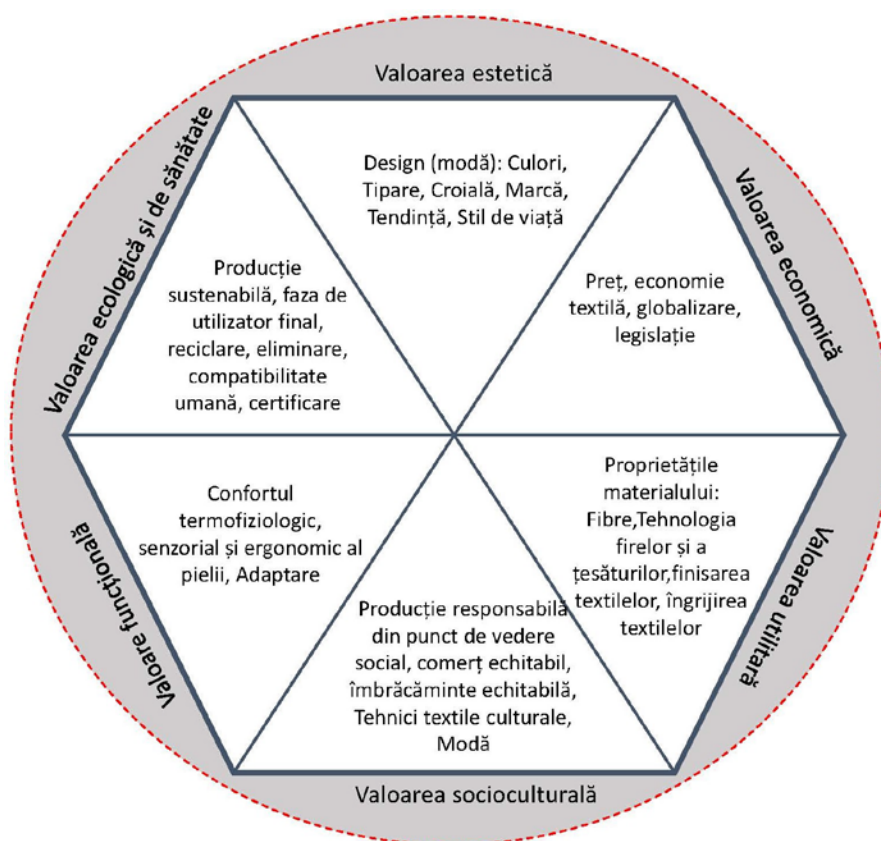 Valoarea estetică
Design (modă): Culori,
Tipare, Croială, Marcă,
Tendință, Stil de viață
Valoarea economică
Preț, economie
textilă, globalizare,
legislație
Valoarea utilitară
Proprietățile
materialului:
Fibre,Tehnologia
firelor și a
țesăturilor,finisarea
textilelor, îngrijirea
textilelor
Valoarea socioculturală
Producție responsabilă
din punct de vedere
social, comerț echitabil,
îmbrăcăminte echitabilă,
Tehnici textile culturale,
Modă
Valoare funcțională
Confortul
termofiziologic,
senzorial și ergonomic al
pielii, Adaptare
Valoarea ecologică și de sănătate
Producție
sustenabilă, faza de
utilizator final,
reciclare, eliminare,
compatibilitate
umană, certificare